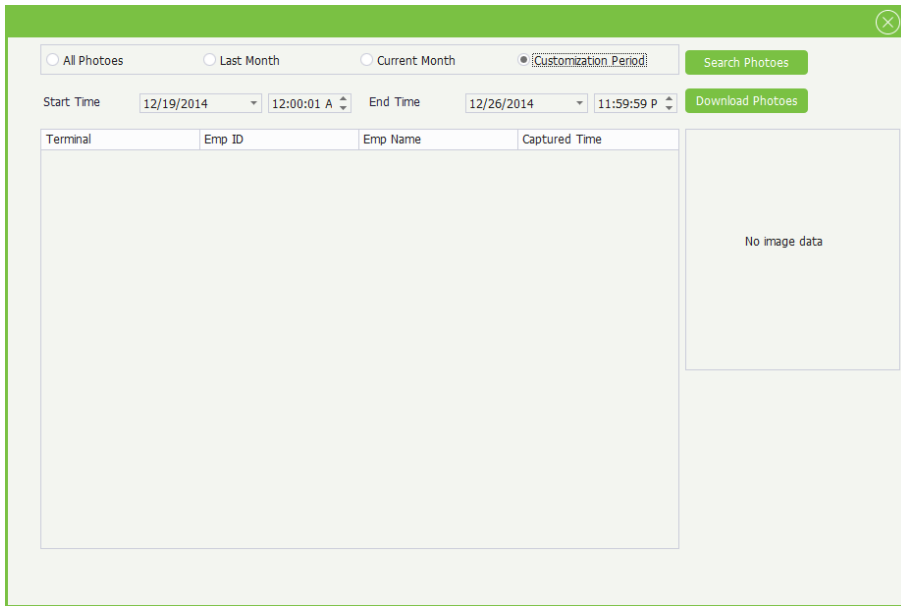 All Photoes Last Month Current Month Customization Period Search Photoes
Start Time 12/19/2014 12:00:01 A End Time 12/26/2014 11:59:59 P Download Photoes
Terminal Emp ID Emp Name Captured Time
No image data